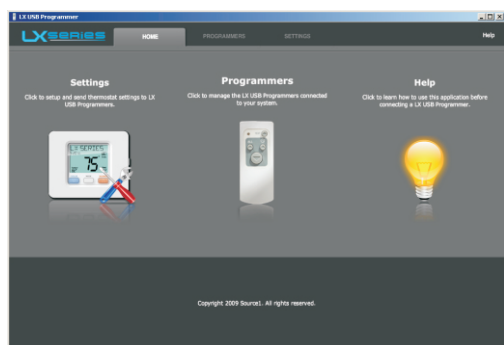 LX USB Programmer
LXSERIES
HOME
PROGRAMMERS
SETTINGS
Help
Settings
Click to setup and send thermostat settings to LX
USB Programmers.
Programmers
Click to manage the LX USB Programmers connected
to your system.
Help
Click to learn how to use this application before
connecting a LX USB Programmer.
LX SERIES
75
Copyright 2009 Source1. All rights reserved.